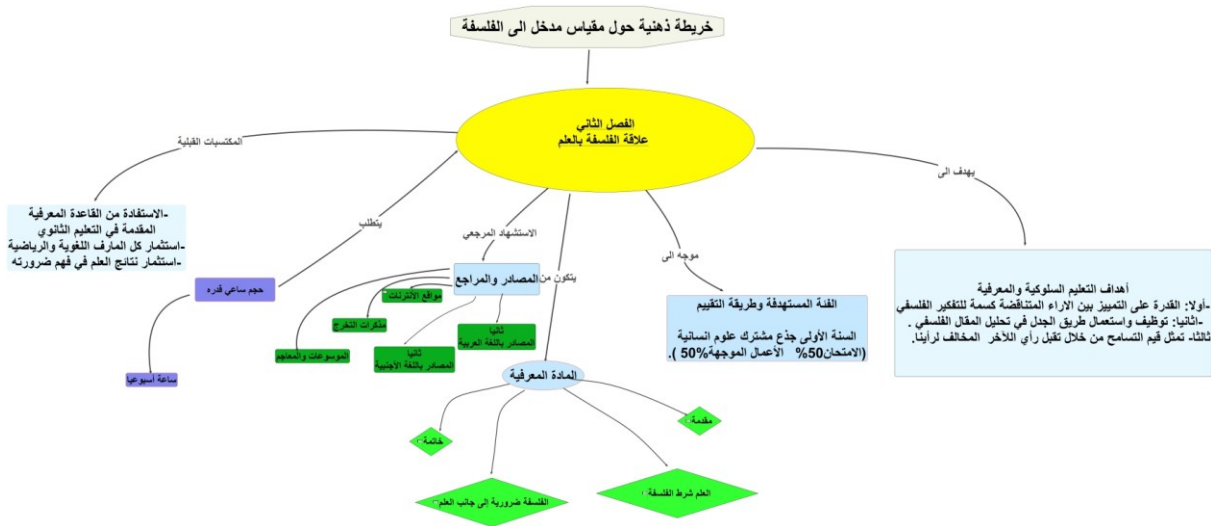 خريطة ذهنية حول مقياس مدخل الى الفلسفة
الفصل الثاني
علاقة الفلسفة بالعلم
المكتسبات القبلية
-الاستفادة من القاعدة المعرفية
المقدمة في التعليم الثانوي
-استثمار كل المارف اللغوية والرياضية
-استثمار نتائج العلم في فهم ضرورته
يتطلب
حجم ساعي قدره
ساعة اسبوعيا
الاستشهاد المرجعي
المصادر والمراجع
مواقع الأنترنات
مذكرات التخرج
الموسوعات والمعاجم
ثانيا
المصادر باللغة الأجنبية
ثانيا
المصادر باللغة العربية
يتكون من
المادة المعرفية
مقدمة
العلم شرط الفلسفة
الفلسفة ضرورية إلى جانب العلم
خاتمة
موجه الى
الفئة المستهدفة وطريقة التقييم
السنة الأولى جذع مشترك علوم انسانية
(الامتحان50% الأعمال الموجهة50% ).
يهدف الى
أهداف التعليم السلوكية والمعرفية
-أولا: القدرة على التمييز بين الاراء المتناقضة كسمة للتفكير الفلسفي
-ثانيا: توظيف واستعمال طريق الجدل في تحليل المقال الفلسفي .
ثالثا- تمثل قيم التسامح من خلال تقبل رأي اللآخر المخالف لرأينا.